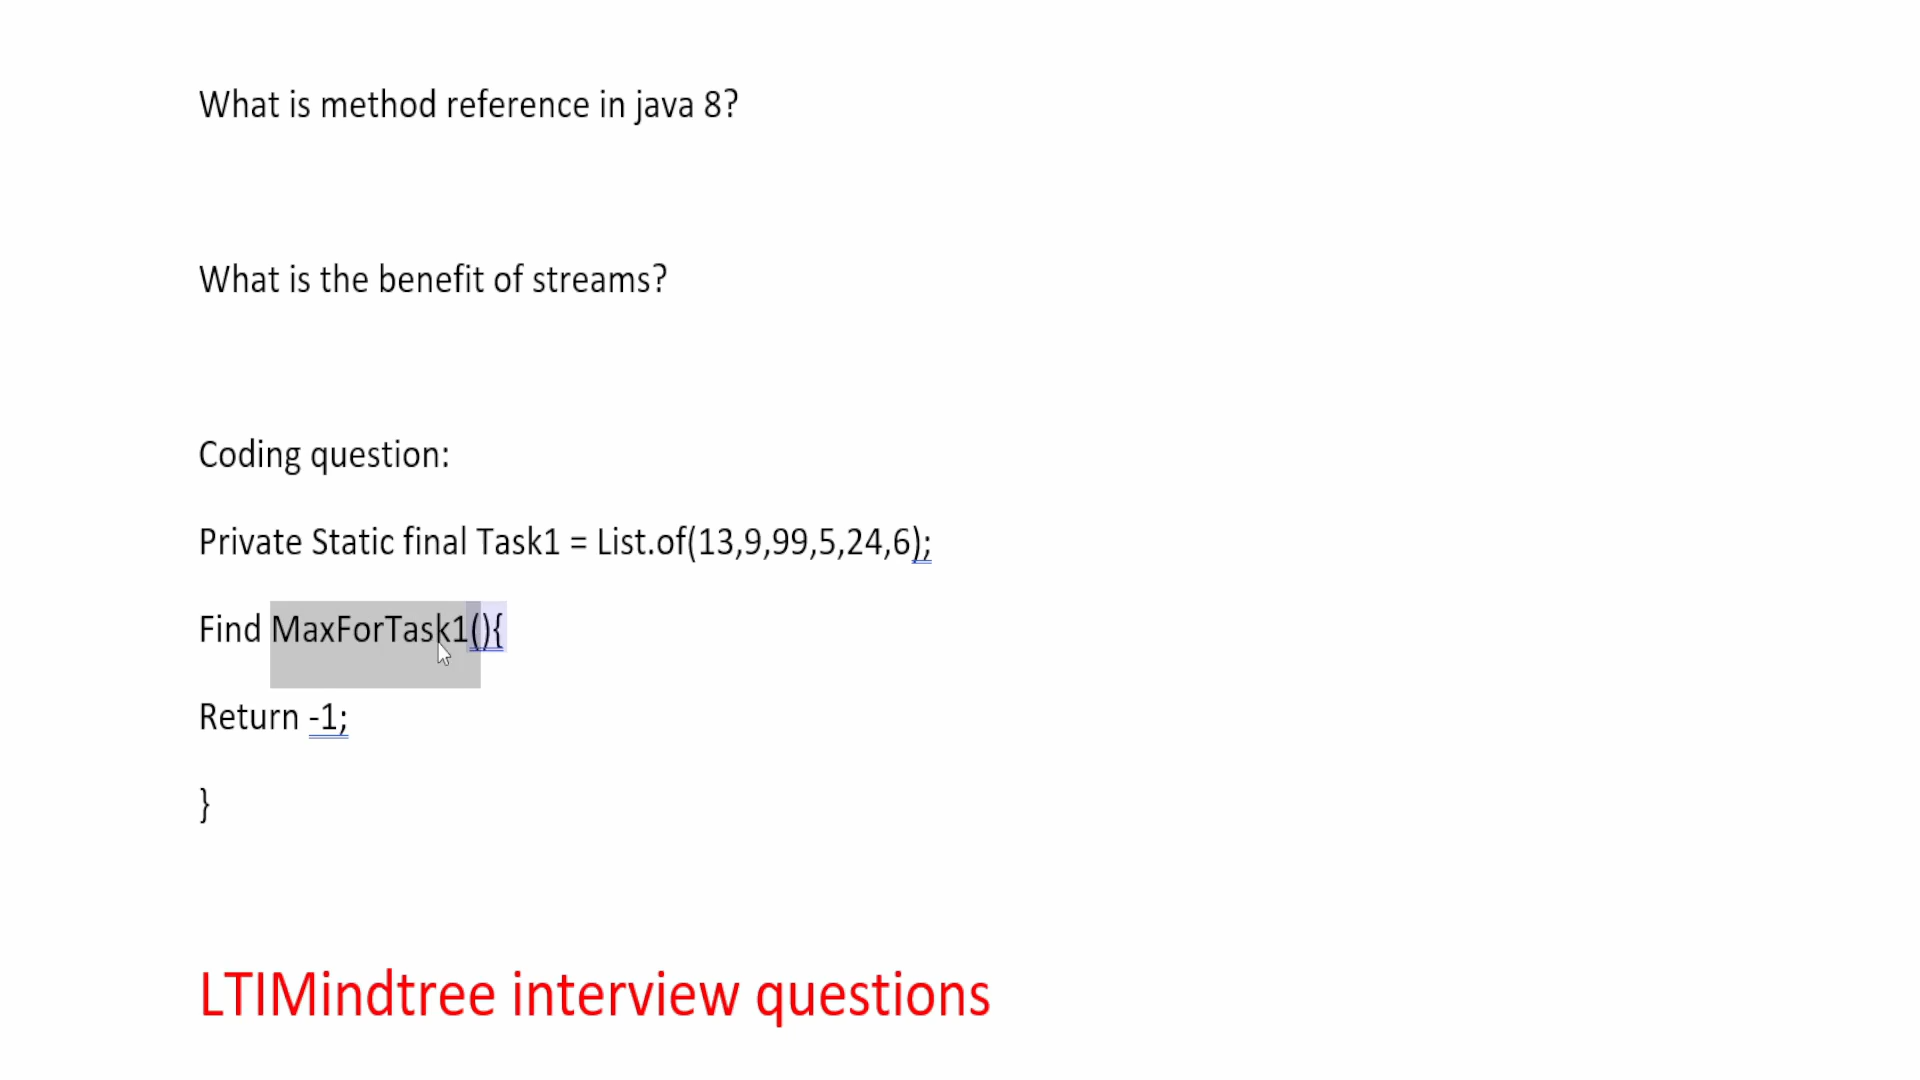 What is method reference in java 8?
What is the benefit of streams?
Coding question:
Private Static final Task1 = List.of(13,9,99,5,24,6);
Find MaxForTask1(){
Return -1;
}
LTIMindtree interview questions